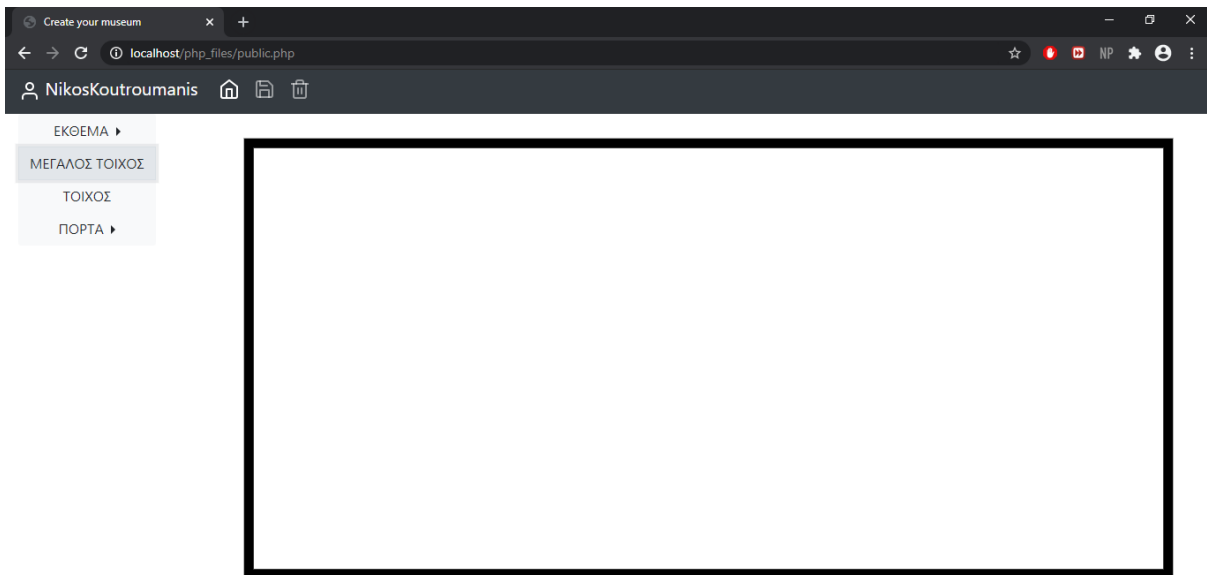 Create your museum
localhost/php_files/public.php
NP
NikosKoutroumanis
ΕΚΘΕΜΑ
ΜΕΓΑΛΟΣ ΤΟΙΧΟΣ
ΤΟΙΧΟΣ
ΠΟΡΤΑ